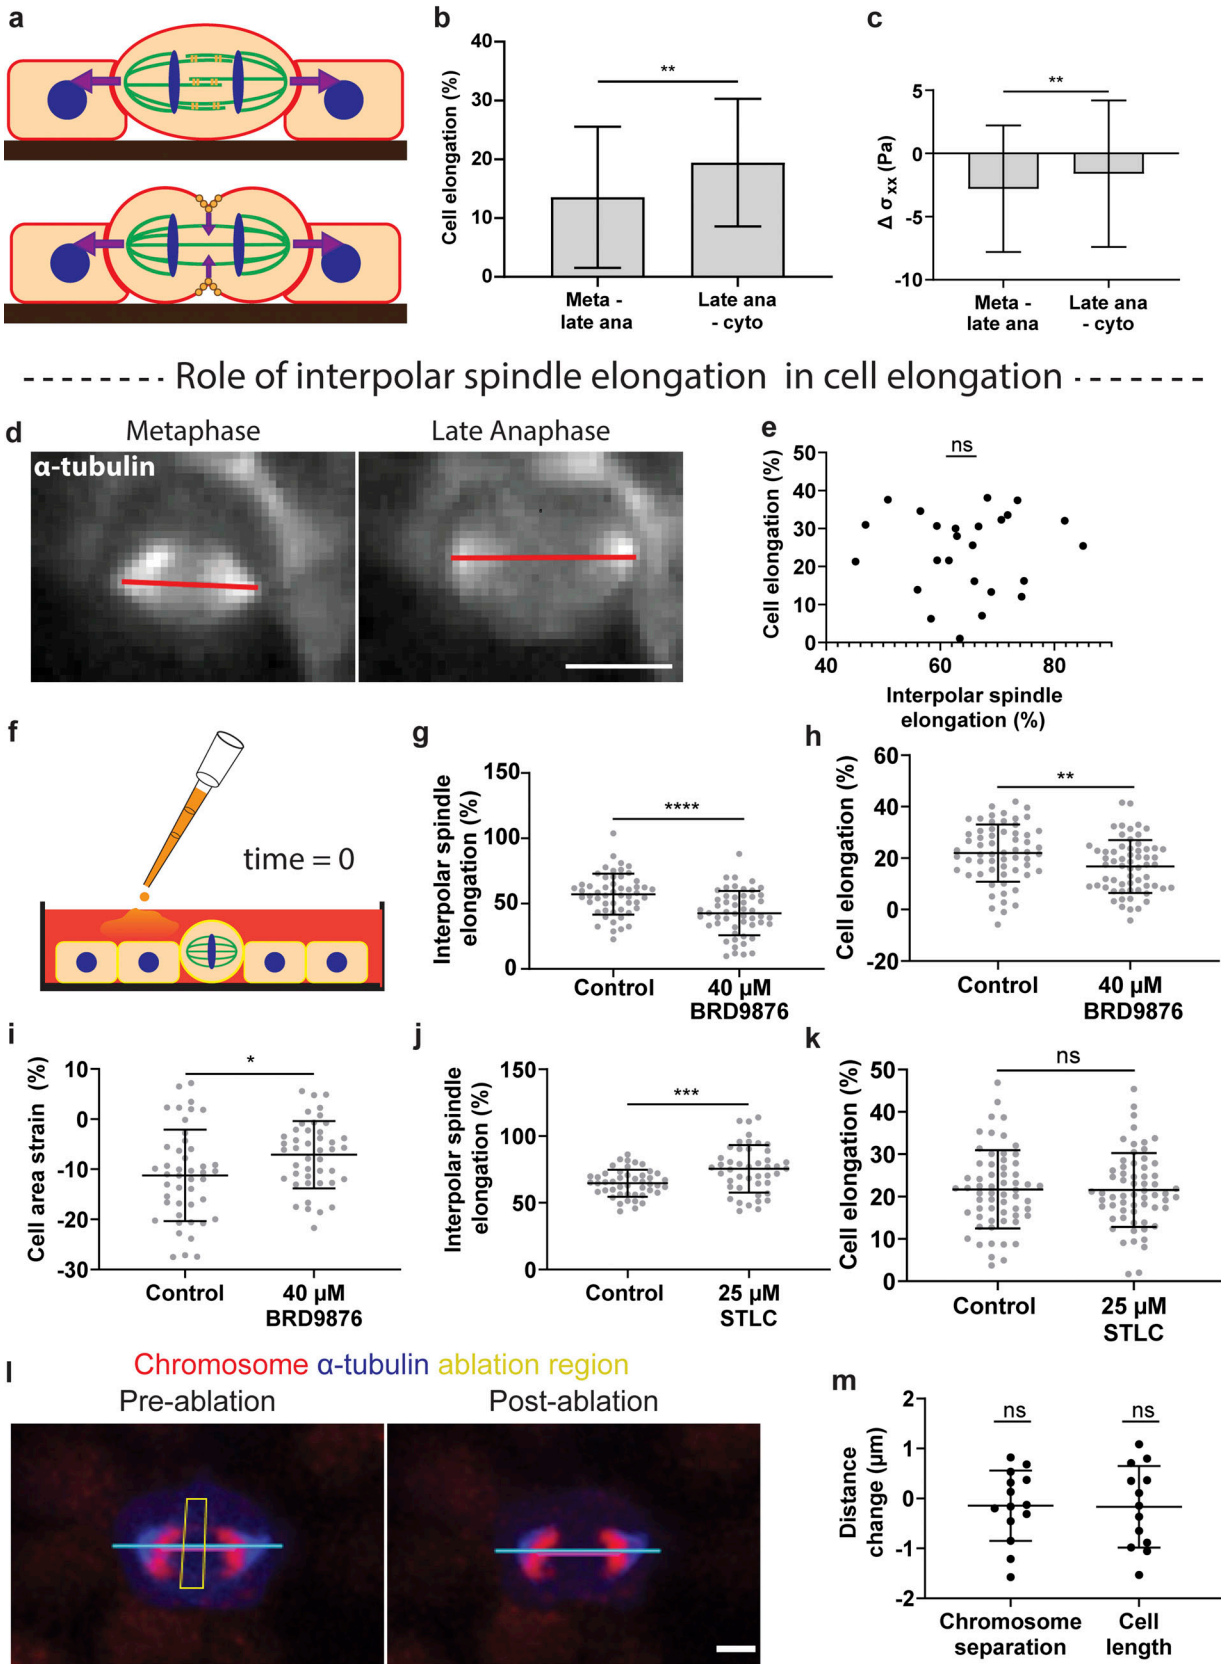 a
b
Cell elongation (%)
40
30
20
10
0
**
Meta -
late ana
Late ana
- cyto
c
Δ σxx (Pa)
5
0
-5
-10
**
Meta -
late ana
Late ana
- cyto
Role of interpolar spindle elongation in cell elongation
d
Metaphase
Late Anaphase
α-tubulin
e
ns
Cell elongation (%)
50
40
30
20
10
0
40
60
80
Interpolar spindle
elongation (%)
f
time = 0
g
Interpolar spindle
elongation (%)
150
100
50
0
****
Control
40 µM
BRD9876
h
Cell elongation (%)
60
40
20
0
-20
**
Control
40 µM
BRD9876
i
Cell area strain (%)
10
0
-10
-20
-30
*
Control
40 µM
BRD9876
j
Interpolar spindle
elongation (%)
150
100
50
0
***
Control
25 µM
STLC
k
Cell elongation (%)
50
40
30
20
10
0
ns
Control
25 µM
STLC
l
Chromosome α-tubulin ablation region
Pre-ablation
Post-ablation
m
Distance
change (µm)
2
1
0
-1
-2
ns
ns
Chromosome
separation
Cell
length